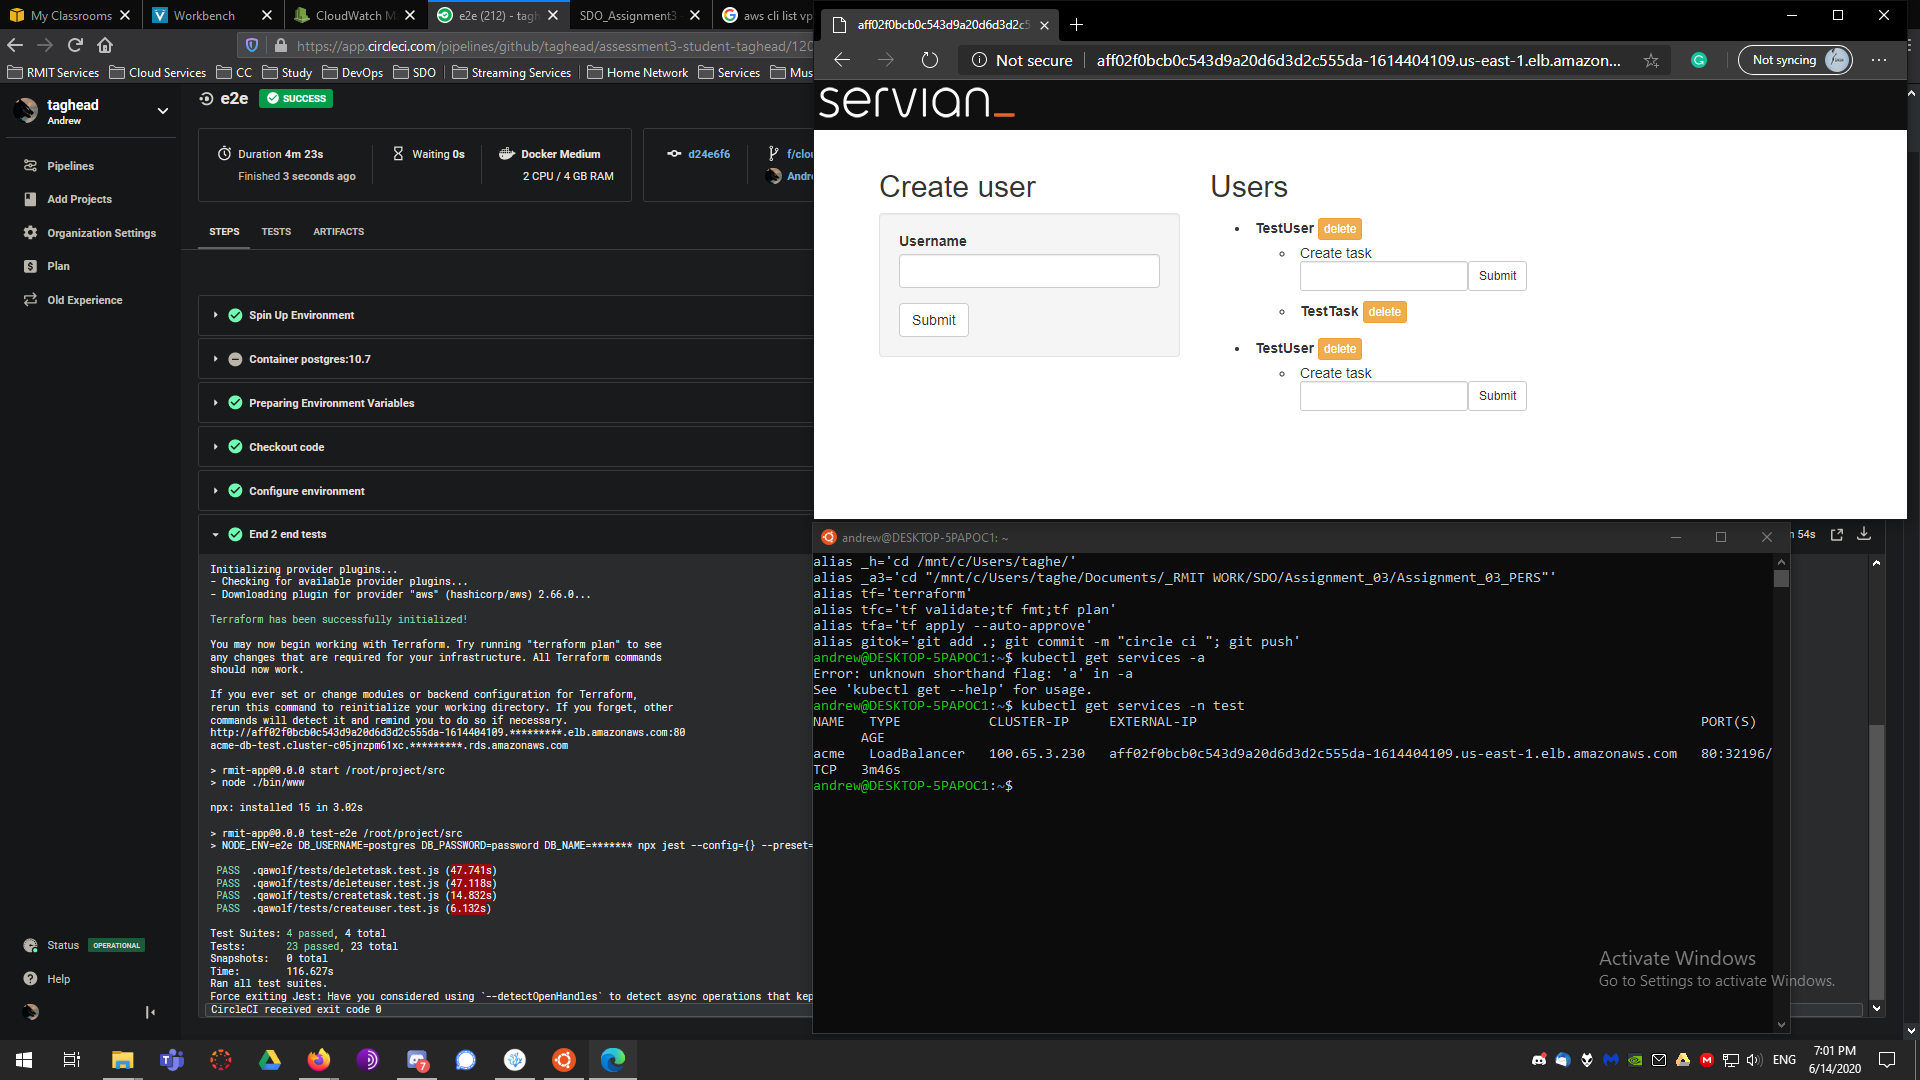 My Classrooms
Workbench
CloudWatch M
e2e (212) - tagh
SDO_Assignment3
aws cli list vp
https://app.circleci.com/pipelines/github/taghead/assessment3-student-taghead/120
RMIT Services
Cloud Services
CC
Study
DevOps
SDO
Streaming Services
Home Network
Services
Mus
taghead
Andrew
Pipelines
Add Projects
Organization Settings
Plan
Old Experience
Status OPERATIONAL
Help
e2e SUCCESS
Duration 4m 23s
Finished 3 seconds ago
Waiting 0s
Docker Medium
2 CPU / 4 GB RAM
d24e6f6
f/clou
Andr
STEPS TESTS ARTIFACTS
Spin Up Environment
Container postgres:10.7
Preparing Environment Variables
Checkout code
Configure environment
End 2 end tests
54s
Initializing provider plugins...
- Checking for available provider plugins...
- Downloading plugin for provider "aws" (hashicorp/aws) 2.66.0...
Terraform has been successfully initialized!
You may now begin working with Terraform. Try running "terraform plan" to see
any changes that are required for your infrastructure. All Terraform commands
should now work.
If you ever set or change modules or backend configuration for Terraform,
rerun this command to reinitialize your working directory. If you forget, other
commands will detect it and remind you to do so if necessary.
http://aff02f0bcb0c543d9a20d6d3d2c555da-1614404109.*********.elb.amazonaws.com:80
acme-db-test.cluster-c05jnzpm61xc.*********.rds.amazonaws.com
> rmit-app@0.0.0 start /root/project/src
> node ./bin/www
npx: installed 15 in 3.02s
> rmit-app@0.0.0 test-e2e /root/project/src
> NODE_ENV=e2e DB_USERNAME=postgres DB_PASSWORD=password DB_NAME=******* npx jest --config={} --preset=
PASS .qawolf/tests/deletetask.test.js (47.741s)
PASS .qawolf/tests/deleteuser.test.js (47.118s)
PASS .qawolf/tests/createtask.test.js (14.832s)
PASS .qawolf/tests/createuser.test.js (6.132s)
Test Suites: 4 passed, 4 total
Tests: 23 passed, 23 total
Snapshots: 0 total
Time: 116.627s
Ran all test suites.
Force exiting Jest: Have you considered using `--detectOpenHandles` to detect async operations that kep
CircleCI received exit code 0
aff02f0bcb0c543d9a20d6d3d2c5
Not secure
aff02f0bcb0c543d9a20d6d3d2c555da-1614404109.us-east-1.elb.amazon...
Not syncing
servian_
Create user
Username
Submit
Users
TestUser delete
Create task
Submit
TestTask delete
TestUser delete
Create task
Submit
andrew@DESKTOP-5PAPOC1: ~
alias _h='cd /mnt/c/Users/taghe/'
alias _a3='cd "/mnt/c/Users/taghe/Documents/_RMIT WORK/SDO/Assignment_03/Assignment_03_PERS"'
alias tf='terraform'
alias tfc='tf validate;tf fmt;tf plan'
alias tfa='tf apply --auto-approve'
alias gitok='git add .; git commit -m "circle ci "; git push'
andrew@DESKTOP-5PAPOC1:~$ kubectl get services -a
Error: unknown shorthand flag: 'a' in -a
See 'kubectl get --help' for usage.
andrew@DESKTOP-5PAPOC1:~$ kubectl get services -n test
NAME TYPE CLUSTER-IP EXTERNAL-IP PORT(S)
AGE
acme LoadBalancer 100.65.3.230 aff02f0bcb0c543d9a20d6d3d2c555da-1614404109.us-east-1.elb.amazonaws.com 80:32196/
TCP 3m46s
andrew@DESKTOP-5PAPOC1:~$
Activate Windows
Go to Settings to activate Windows.
7
ENG
7:01 PM
6/14/2020